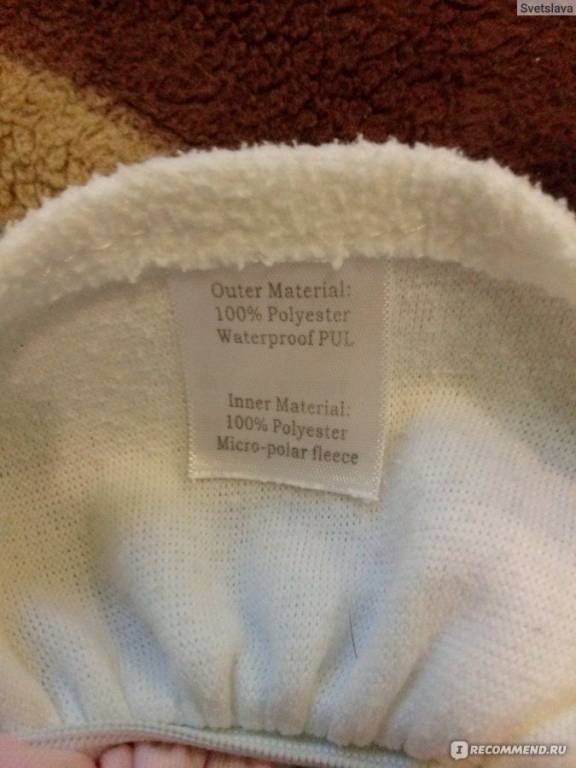 Svetslava
Outer Material:
100% Polyester
Waterproof PUL
Inner Material:
100% Polyester
Micro-polar fleece
I RECOMMEND.RU